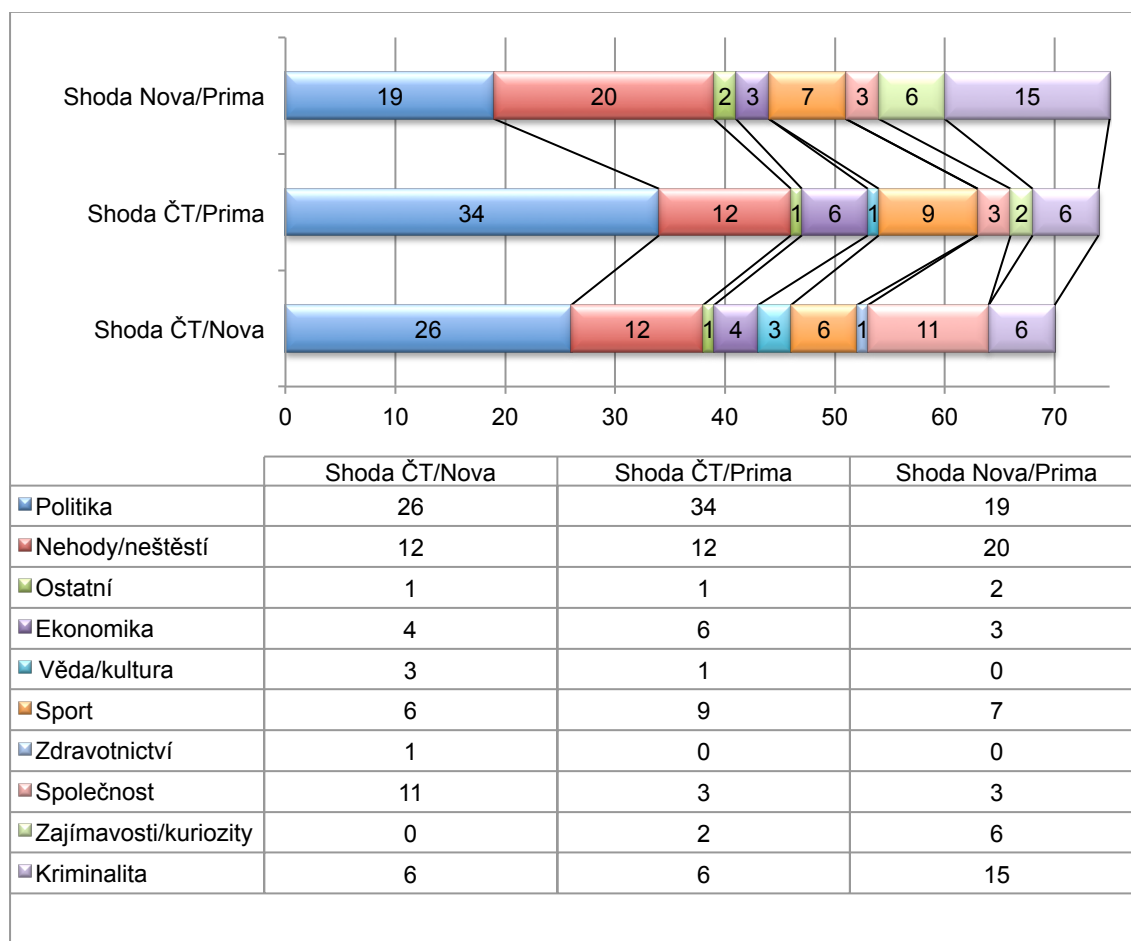 Shoda Nova/Prima 19 20 2 3 7 3 6 15
Shoda ČT/Prima 34 12 1 6 1 9 3 2 6
Shoda ČT/Nova 26 12 1 4 3 6 1 11 6
0 10 20 30 40 50 60 70
Shoda ČT/Nova Shoda ČT/Prima Shoda Nova/Prima
Politika 26 34 19
Nehody/neštěstí 12 12 20
Ostatní 1 1 2
Ekonomika 4 6 3
Věda/kultura 3 1 0
Sport 6 9 7
Zdravotnictví 1 0 0
Společnost 11 3 3
Zajímavosti/kuriozity 0 2 6
Kriminalita 6 6 15